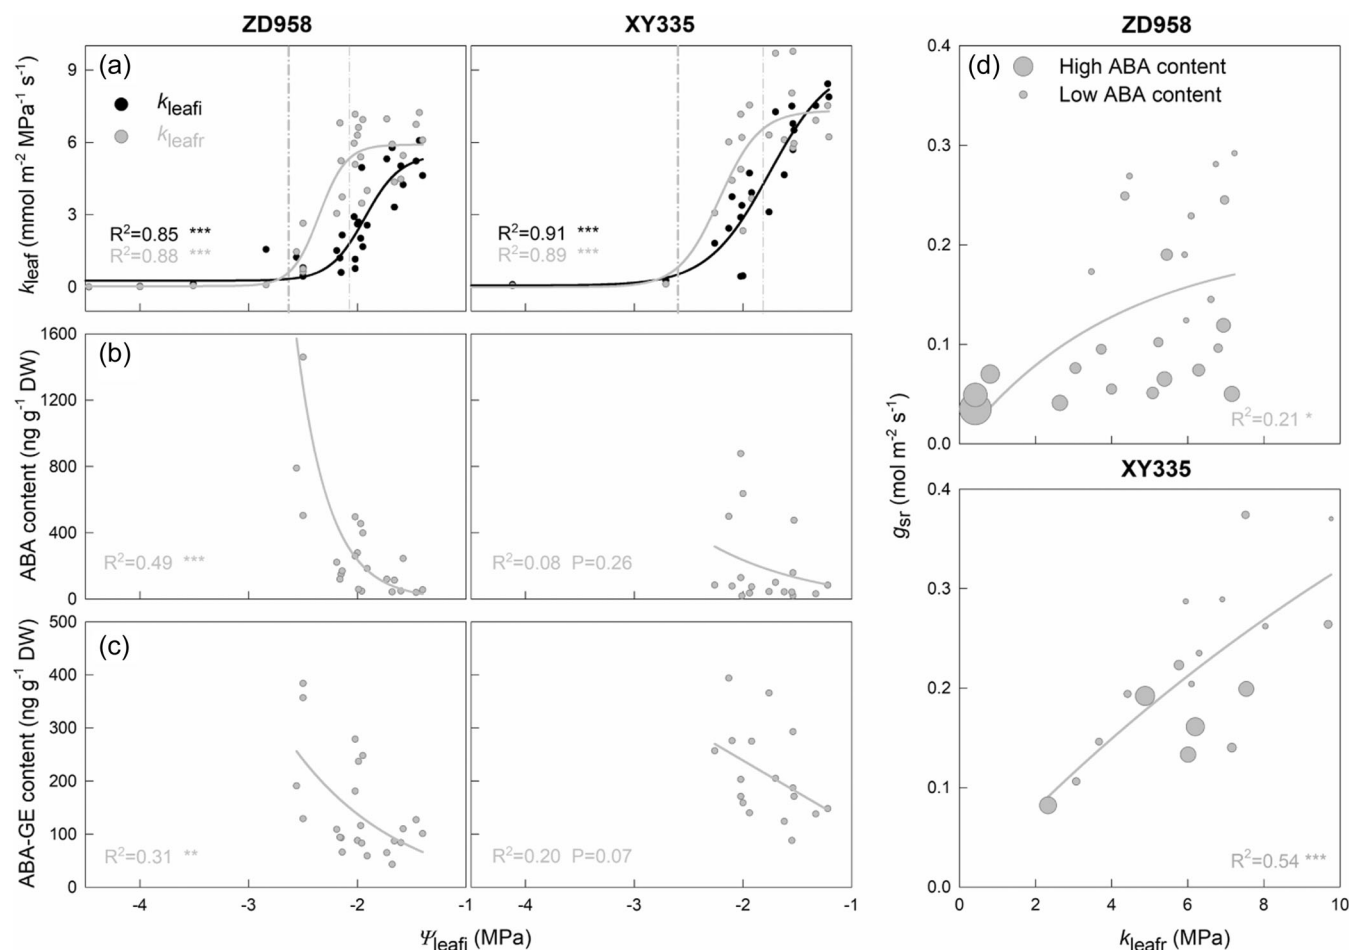 ZD958
XY335
ZD958
(a)
k_leaf (mmol m⁻² MPa⁻¹ s⁻¹)
9
6
3
0
k_leafi
k_leafr
R²=0.85 ***
R²=0.88 ***
R²=0.91 ***
R²=0.89 ***
(b)
ABA content (ng g⁻¹ DW)
1600
1200
800
400
0
R²=0.49 ***
R²=0.08 P=0.26
(c)
ABA-GE content (ng g⁻¹ DW)
500
400
300
200
100
0
R²=0.31 **
R²=0.20 P=0.07
-4 -3 -2 -1 -4 -3 -2 -1
Ψ_leafi (MPa)
(d)
High ABA content
Low ABA content
0.4
0.3
0.2
0.1
0.0
R²=0.21 *
g_sr (mol m⁻² s⁻¹)
XY335
0.4
0.3
0.2
0.1
0.0
R²=0.54 ***
0 2 4 6 8 10
k_leafr (MPa)